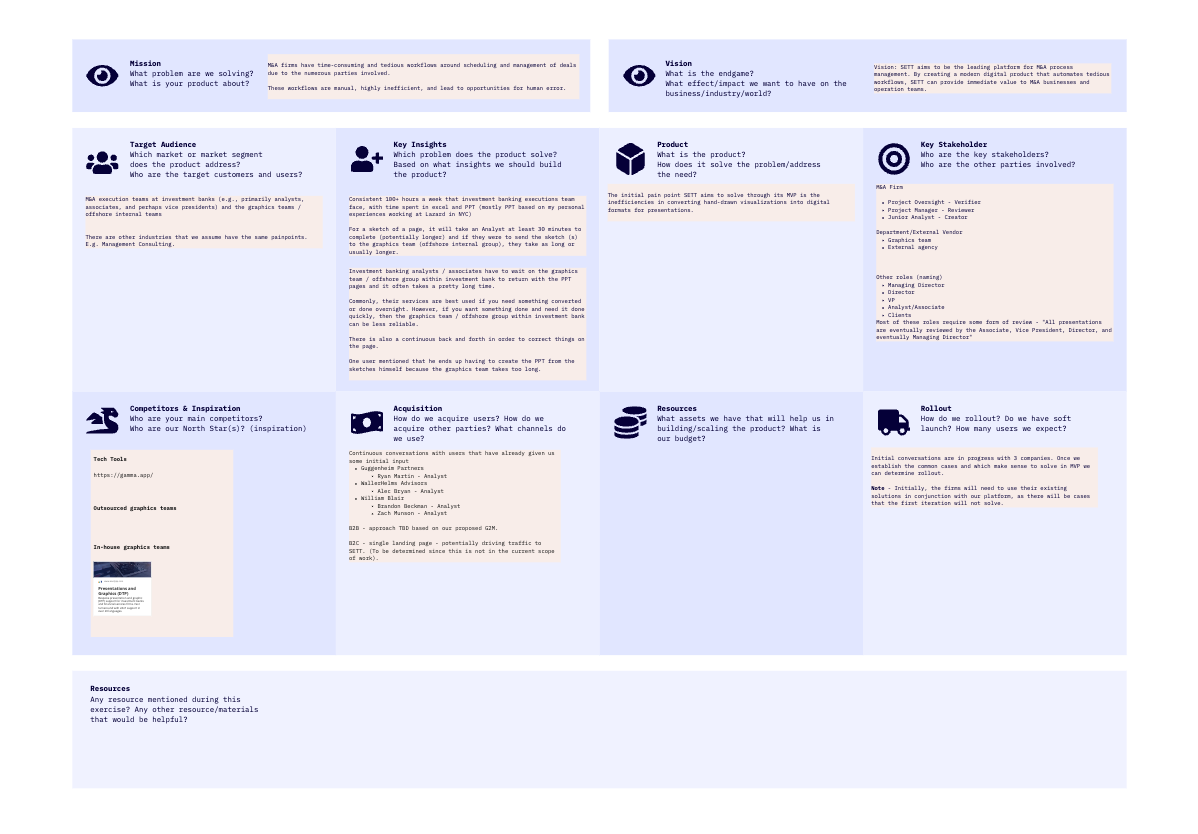 Mission
What problem are we solving?
What is your product about?
M&A firms have time-consuming and tedious workflows around scheduling and management of deals
due to the numerous parties involved.
These workflows are manual, highly inefficient, and lead to opportunities for human error.
Vision
What is the endgame?
What effect/impact we want to have on the
business/industry/world?
Vision: SETT aims to be the leading platform for M&A process
management. By creating a modern digital product that automates tedious
workflows, SETT can provide immediate value to M&A businesses and
operation teams.
Target Audience
Which market or market segment
does the product address?
Who are the target customers and users?
M&A execution teams at investment banks (e.g., primarily analysts,
associates, and perhaps vice presidents) and the graphics teams /
offshore internal teams
There are other industries that we assume have the same painpoints.
E.g. Management Consulting.
Key Insights
Which problem does the product solve?
Based on what insights we should build
the product?
Consistent 100+ hours a week that investment banking executions team
face, with time spent in excel and PPT (mostly PPT based on my personal
experiences working at Lazard in NYC)
For a sketch of a page, it will take an Analyst at least 30 minutes to
complete (potentially longer) and if they were to send the sketch (s)
to the graphics team (offshore internal group), they take as long or
usually longer.
Investment banking analysts / associates have to wait on the graphics
team / offshore group within investment bank to return with the PPT
pages and it often takes a pretty long time.
Commonly, their services are best used if you need something converted
or done overnight. However, if you want something done and need it done
quickly, then the graphics team / offshore group within investment bank
can be less reliable.
There is also a continuous back and forth in order to correct things on
the page.
One user mentioned that he ends up having to create the PPT from the
sketches himself because the graphics team takes too long.
Product
What is the product?
How does it solve the problem/address
the need?
The initial pain point SETT aims to solve through its MVP is the
inefficiencies in converting hand-drawn visualizations into digital
formats for presentations.
Key Stakeholder
Who are the key stakeholders?
Who are the other parties involved?
M&A Firm
• Project Oversight - Verifier
• Project Manager - Reviewer
• Junior Analyst - Creator
Department/External Vendor
• Graphics team
• External agency
Other roles (naming)
• Managing Director
• Director
• VP
• Analyst/Associate
• Clients
Most of these roles require some form of review - "All presentations
are eventually reviewed by the Associate, Vice President, Director, and
eventually Managing Director"
Competitors & Inspiration
Who are your main competitors?
Who are our North Star(s)? (inspiration)
Tech Tools
https://gamma.app/
Outsourced graphics teams
In-house graphics teams
Presentations and
Graphics (DTP)
Acquisition
How do we acquire users? How do we
acquire other parties? What channels do
we use?
Continuous conversations with users that have already given us
some initial input
• Guggenheim Partners
• Ryan Martin - Analyst
• WallerHelms Advisors
• Alec Bryan - Analyst
• William Blair
• Brandon Beckman - Analyst
• Zach Munson - Analyst
B2B - approach TBD based on our proposed G2M.
B2C - single landing page - potentially driving traffic to
SETT. (To be determined since this is not in the current scope
of work).
Resources
What assets we have that will help us in
building/scaling the product? What is
our budget?
Rollout
How do we rollout? Do we have soft
launch? How many users we expect?
Initial conversations are in progress with 3 companies. Once we
establish the common cases and which make sense to solve in MVP we
can determine rollout.
Note - Initially, the firms will need to use their existing
solutions in conjunction with our platform, as there will be cases
that the first iteration will not solve.
Resources
Any resource mentioned during this
exercise? Any other resource/materials
that would be helpful?